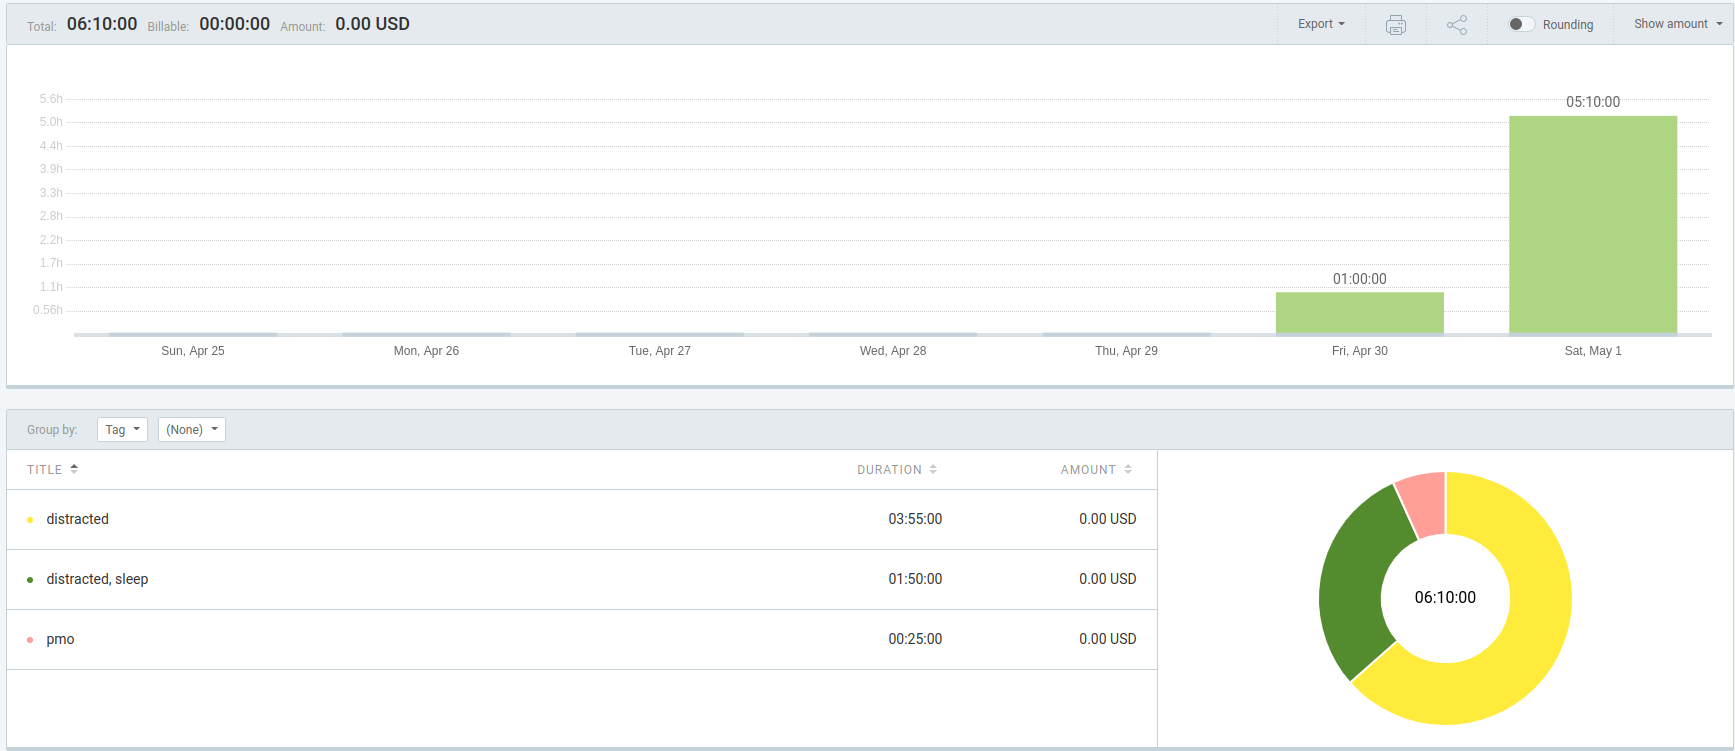 Total: 06:10:00 Billable: 00:00:00 Amount: 0.00 USD Export Rounding Show amount
5.6h
5.0h
4.4h
3.9h
3.3h
2.8h
2.2h
1.7h
1.1h
0.56h
01:00:00
05:10:00
Sun, Apr 25 Mon, Apr 26 Tue, Apr 27 Wed, Apr 28 Thu, Apr 29 Fri, Apr 30 Sat, May 1
Group by: Tag (None)
TITLE DURATION AMOUNT
distracted 03:55:00 0.00 USD
distracted, sleep 01:50:00 0.00 USD
pmo 00:25:00 0.00 USD
06:10:00